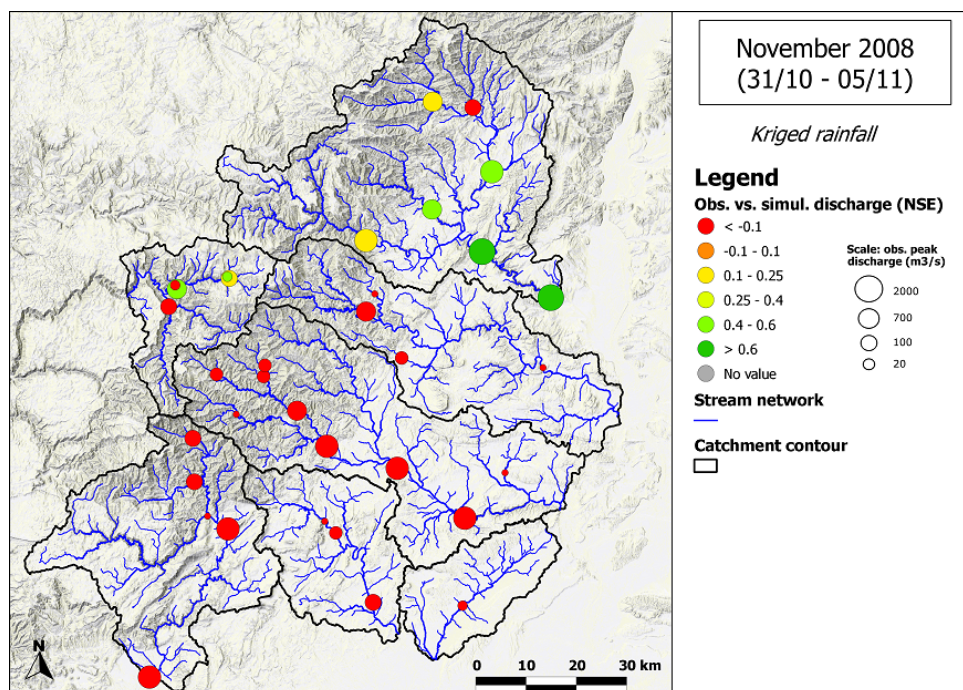 November 2008
(31/10 - 05/11)
Kriged rainfall
Legend
Obs. vs. simul. discharge (NSE)
< -0.1
-0.1 - 0.1
0.1 - 0.25
0.25 - 0.4
0.4 - 0.6
> 0.6
No value
Scale: obs. peak
discharge (m3/s)
2000
700
100
20
Stream network
Catchment contour
N
0 10 20 30 km